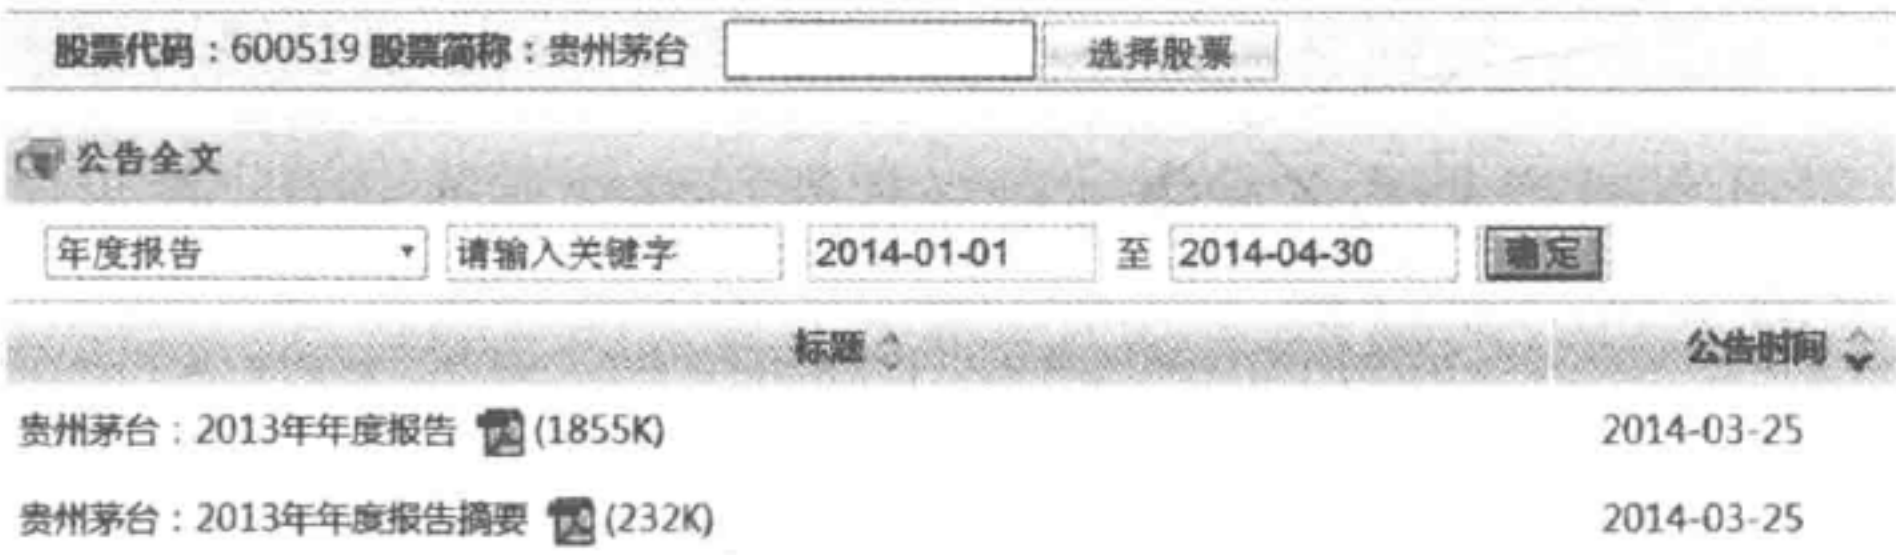 股票代码：600519 股票简称：贵州茅台 选择股票
公告全文
年度报告 请输入关键字 2014-01-01 至 2014-04-30 确定
标题 公告时间
贵州茅台：2013年年度报告 (1855K) 2014-03-25
贵州茅台：2013年年度报告摘要 (232K) 2014-03-25